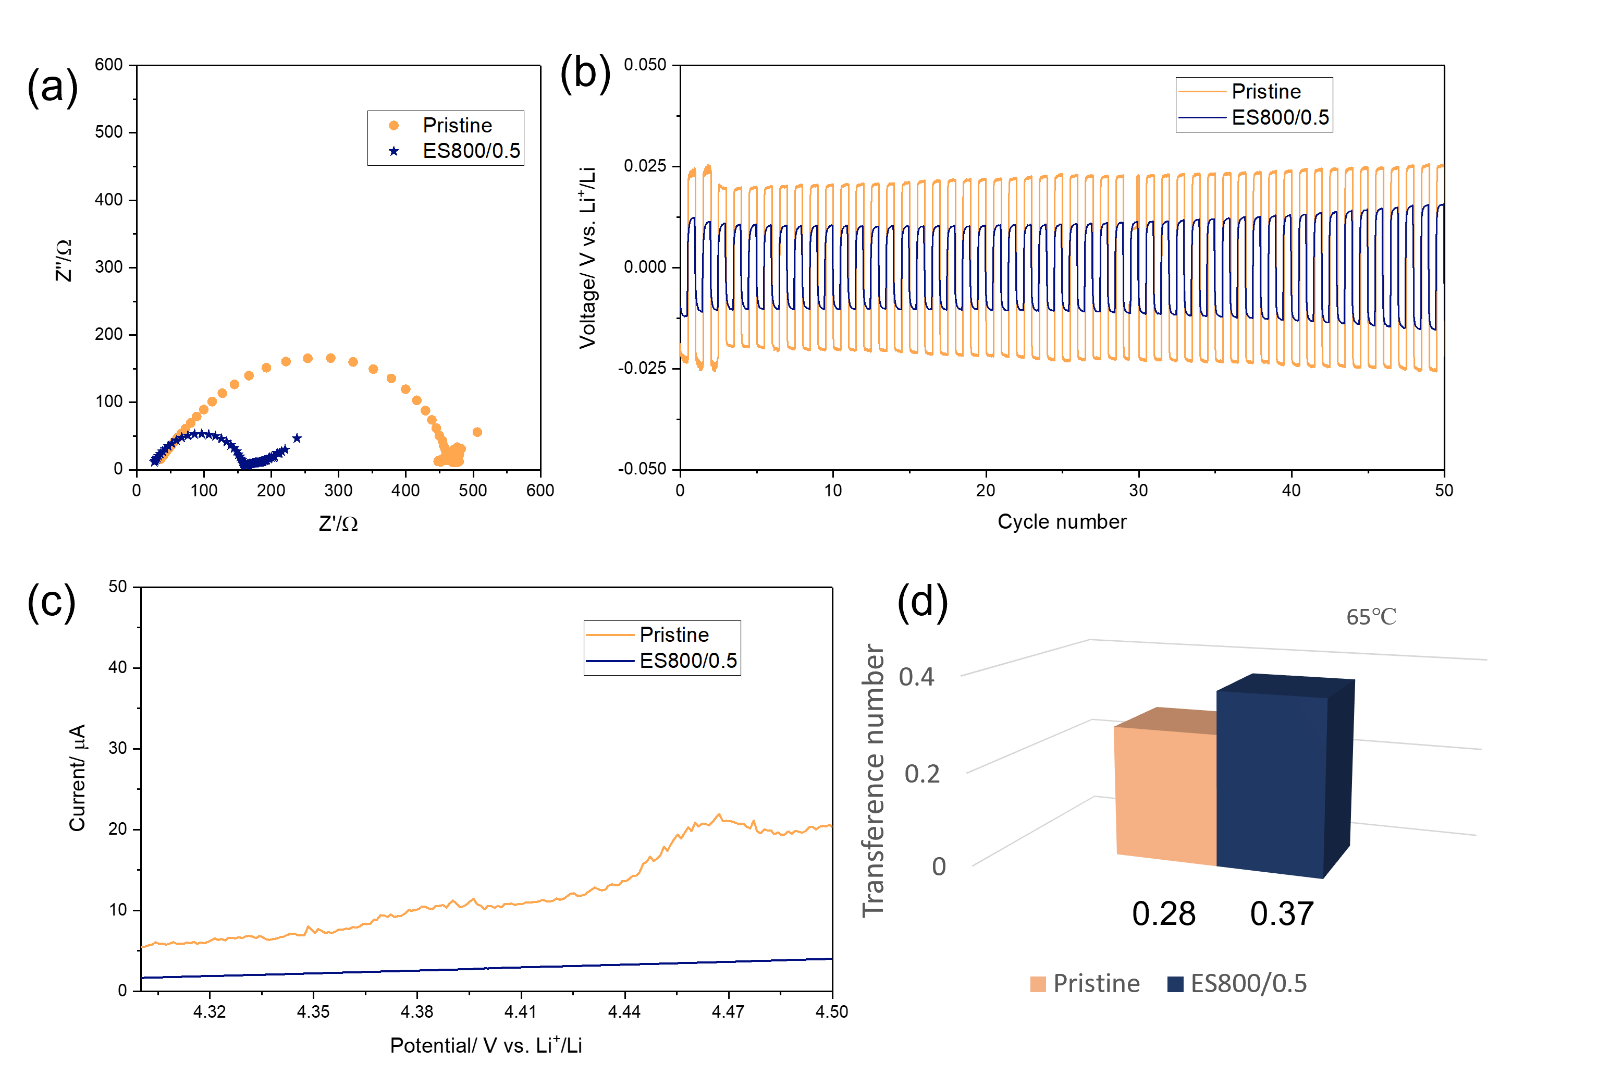 (a)
600
500
400
300
200
100
0
Z''/Ω
0 100 200 300 400 500 600
Z'/Ω
Pristine
ES800/0.5
(b)
0.050
0.025
0.000
-0.025
-0.050
Voltage/ V vs. Li⁺/Li
0 10 20 30 40 50
Cycle number
Pristine
ES800/0.5
(c)
50
40
30
20
10
0
Current/ μA
4.32 4.35 4.38 4.41 4.44 4.47 4.50
Potential/ V vs. Li⁺/Li
Pristine
ES800/0.5
(d)
65℃
0.4
0.2
0
Transference number
0.28 0.37
Pristine ES800/0.5